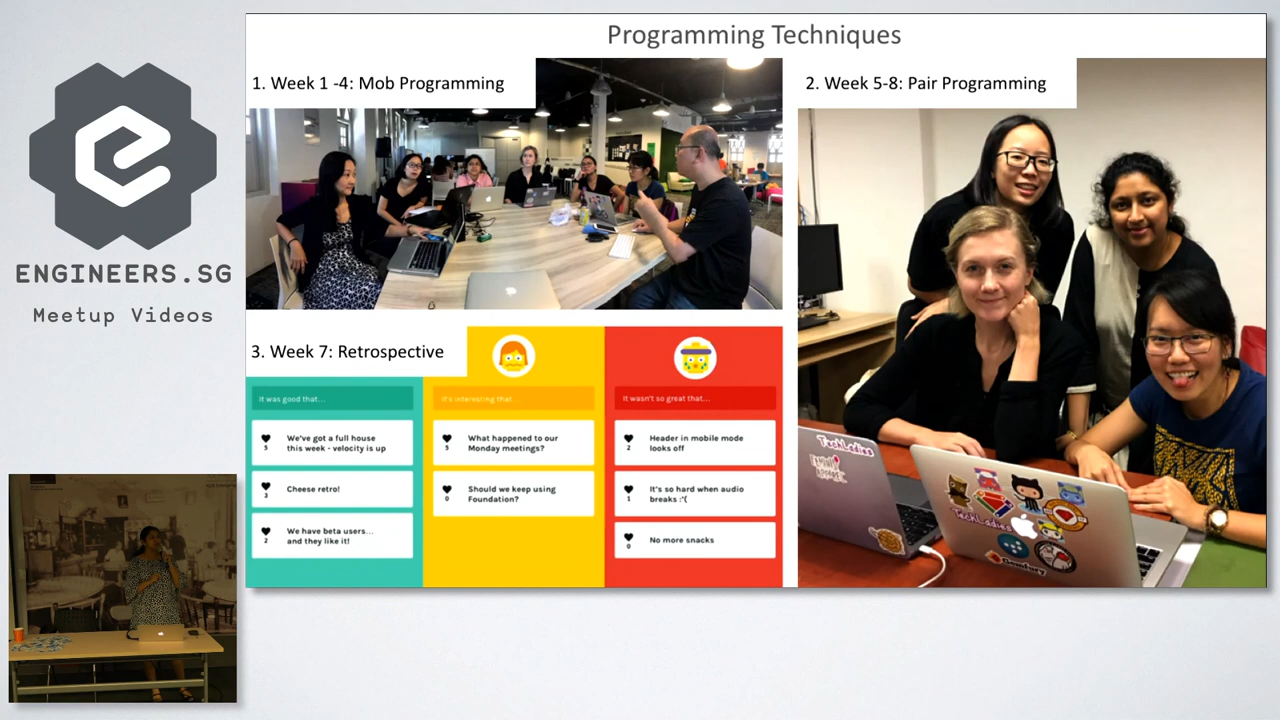 Programming Techniques
1. Week 1 -4: Mob Programming
2. Week 5-8: Pair Programming
ENGINEERS.SG
Meetup Videos
3. Week 7: Retrospective
It was good that...
It's interesting that...
It wasn't so great that...
5
We've got a full house
this week - velocity is up
5
What happened to our
Monday meetings?
2
Header in mobile mode
looks off
3
Cheese retro!
0
Should we keep using
Foundation?
1
It's so hard when audio
breaks :'(
2
We have beta users...
and they like it!
0
No more snacks
TechLadies
TechLadies